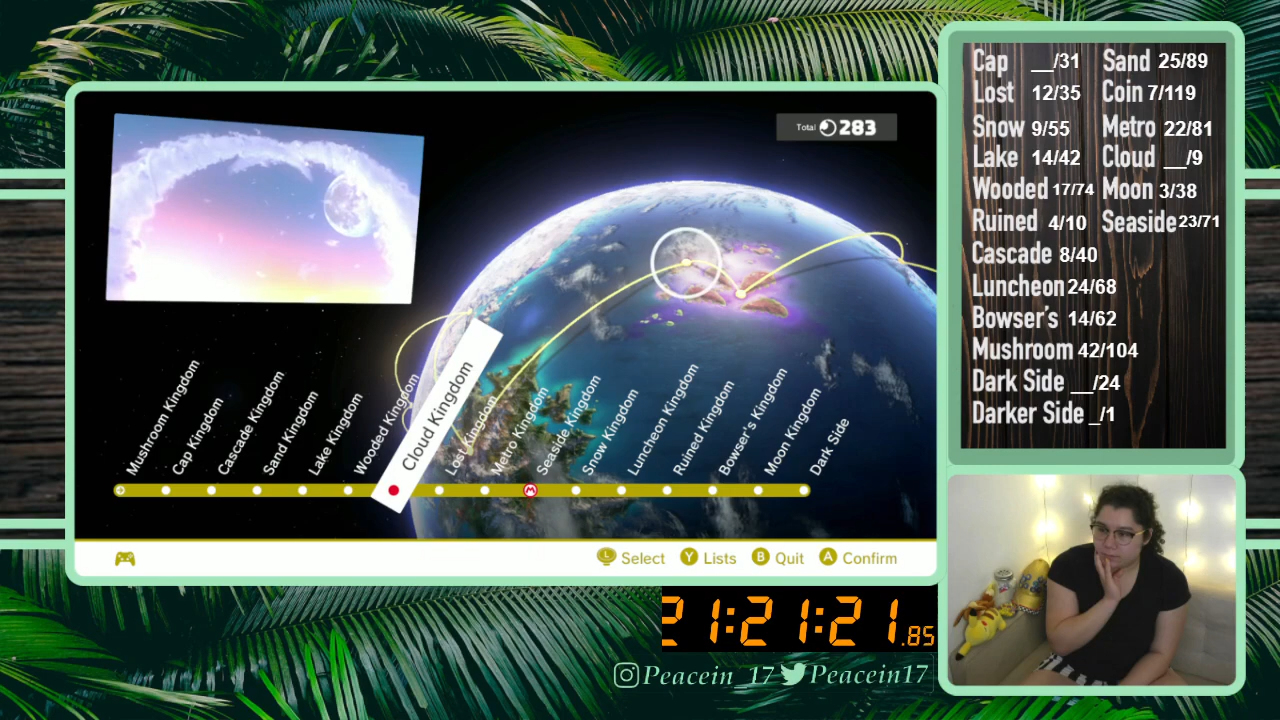 Total 283
Mushroom Kingdom
Cap Kingdom
Cascade Kingdom
Sand Kingdom
Lake Kingdom
Wooded Kingdom
Cloud Kingdom
Lost Kingdom
Metro Kingdom
Seaside Kingdom
Snow Kingdom
Luncheon Kingdom
Ruined Kingdom
Bowser's Kingdom
Moon Kingdom
Dark Side
M
L Select Y Lists B Quit A Confirm
Cap __/31 Sand 25/89
Lost 12/35 Coin 7/119
Snow 9/55 Metro 22/81
Lake 14/42 Cloud __/9
Wooded 17/74 Moon 3/38
Ruined 4/10 Seaside 23/71
Cascade 8/40
Luncheon 24/68
Bowser's 14/62
Mushroom 42/104
Dark Side __/24
Darker Side _/1
21:21:21.85
Peacein_17 Peacein17